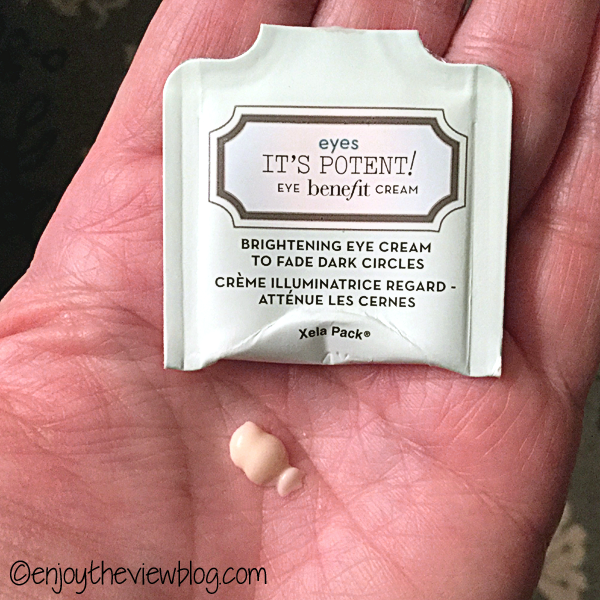 eyes
IT'S POTENT!
EYE benefit CREAM
BRIGHTENING EYE CREAM
TO FADE DARK CIRCLES
CRÈME ILLUMINATRICE REGARD -
ATTÉNUE LES CERNES
Xela Pack®
©enjoytheviewblog.com